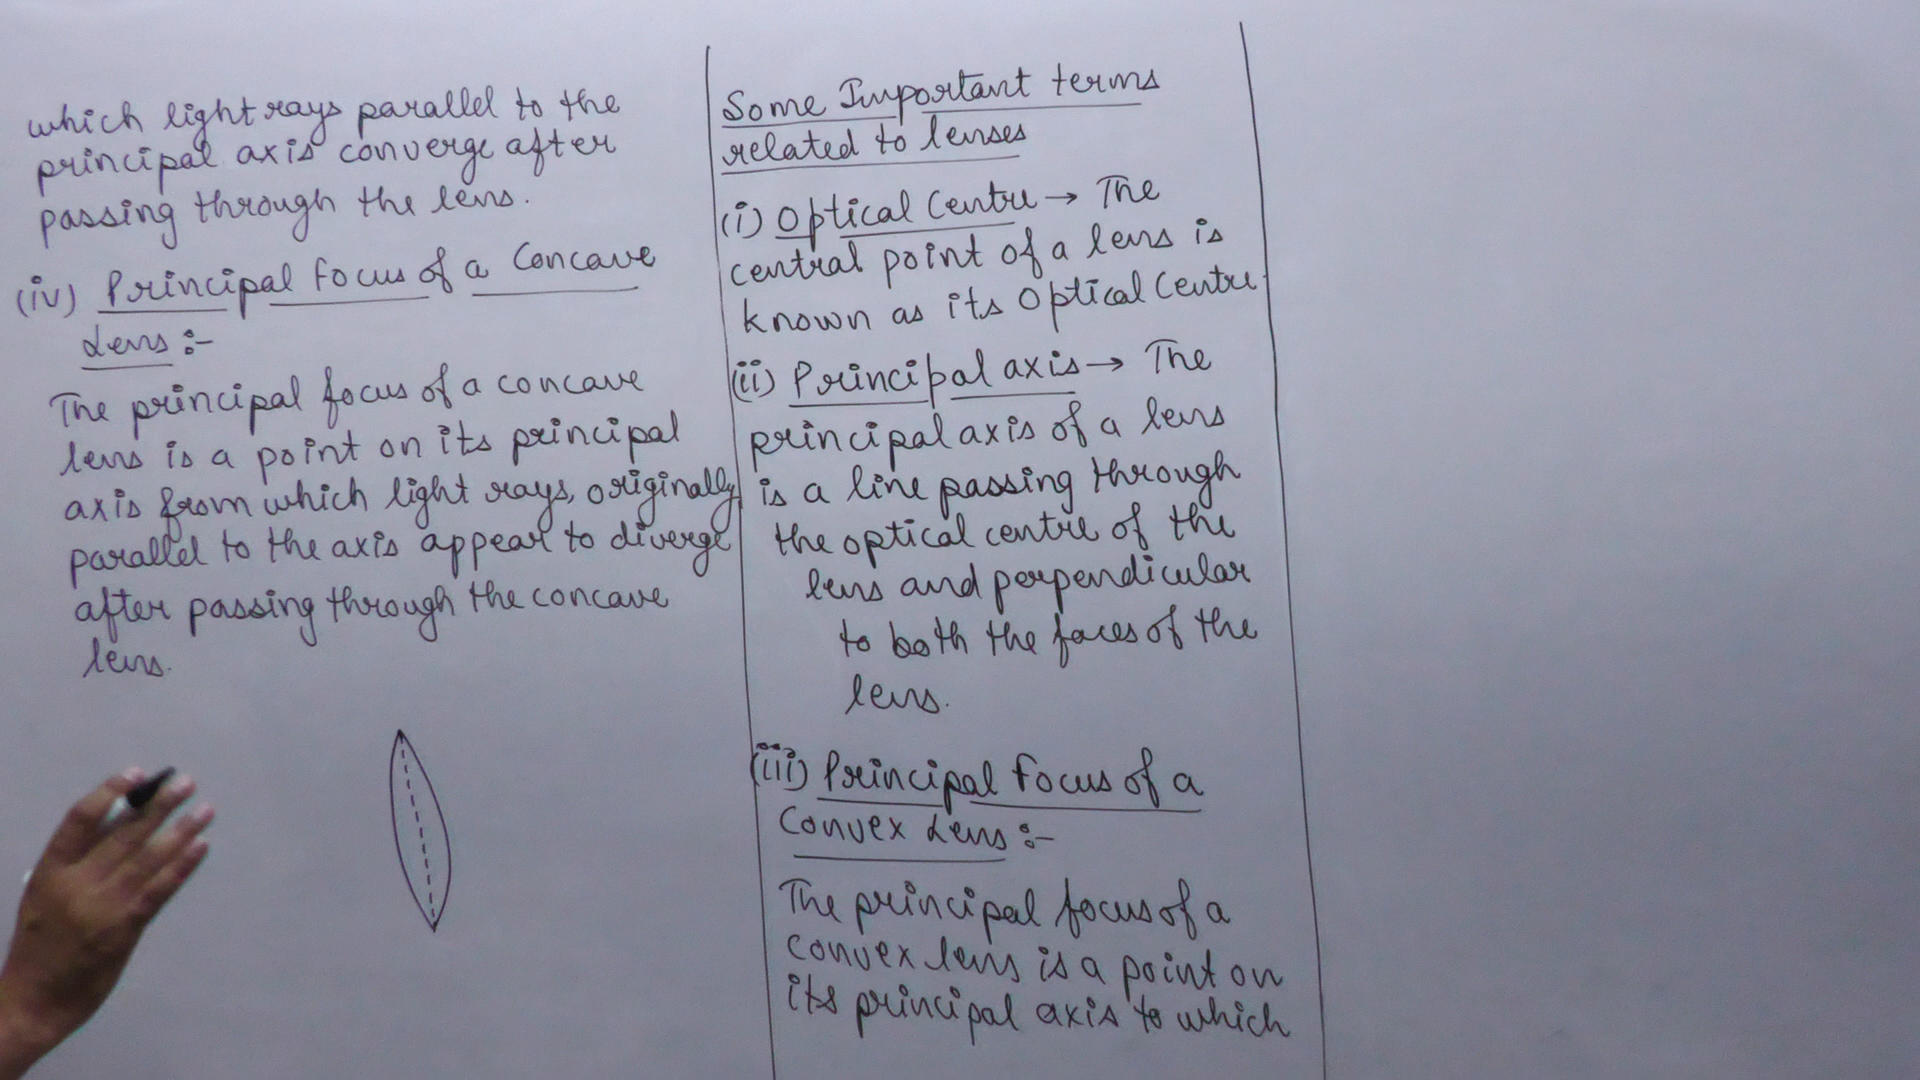 which light rays parallel to the
principal axis converge after
passing through the lens.
(iv) Principal focus of a Concave
Lens :-
The principal focus of a concave
lens is a point on its principal
axis from which light rays, originally
parallel to the axis appear to diverge
after passing through the concave
lens.
Some Important terms
related to lenses
(i) Optical Centre → The
central point of a lens is
known as its Optical Centre.
(ii) Principal axis → The
principal axis of a lens
is a line passing through
the optical centre of the
lens and perpendicular
to both the faces of the
lens.
(iii) Principal Focus of a
Convex Lens :-
The principal focus of a
convex lens is a point on
its principal axis to which